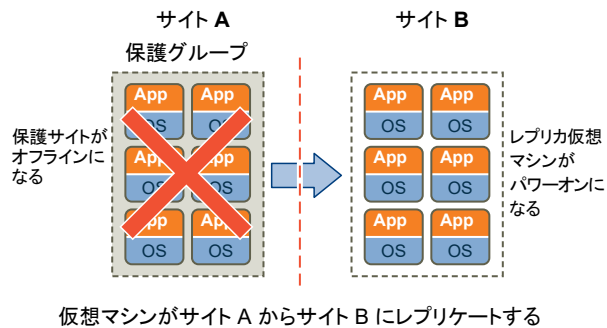 サイト A
サイト B
保護グループ
保護サイトが
オフラインに
なる
App
App
OS
OS
App
App
OS
OS
App
App
OS
OS
App
App
OS
OS
App
App
OS
OS
App
App
OS
OS
レプリカ仮想
マシンが
パワーオンに
なる
仮想マシンがサイト A からサイト B にレプリケートする